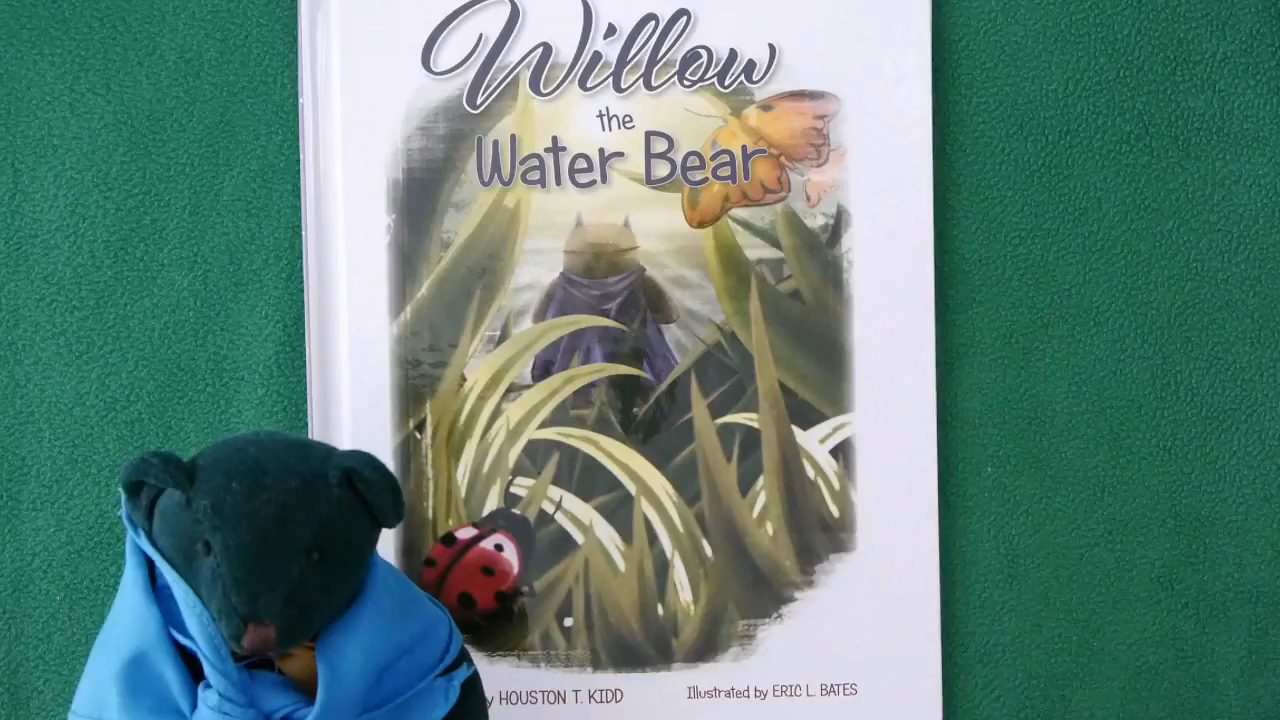 Willow
the
Water Bear
y HOUSTON T. KIDD
Illustrated by ERIC L. BATES